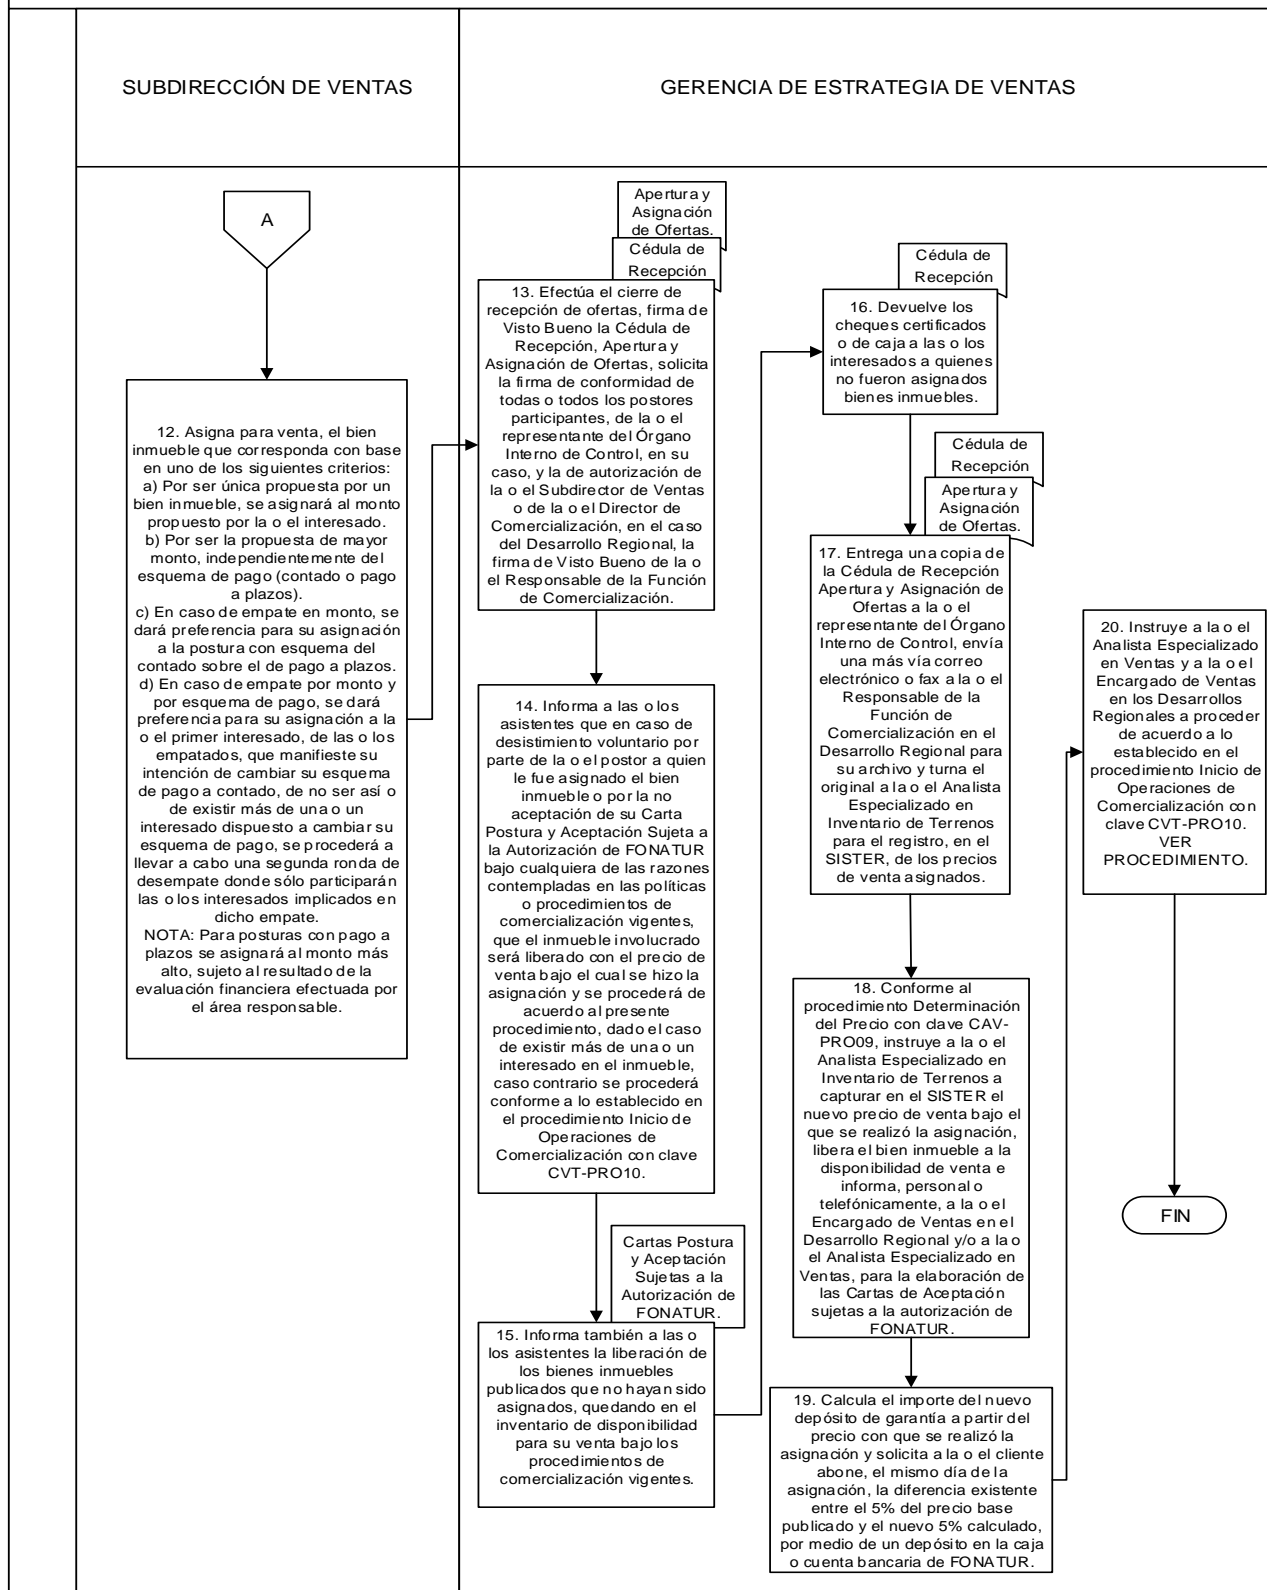 SUBDIRECCIÓN DE VENTAS
GERENCIA DE ESTRATEGIA DE VENTAS
A
12. Asigna para venta, el bien
inmueble que corresponda con base
en uno de los siguientes criterios:
a) Por ser única propuesta por un
bien inmueble, se asignará al monto
propuesto por la o el interesado.
b) Por ser la propuesta de mayor
monto, independientemente del
esquema de pago (contado o pago
a plazos).
c) En caso de empate en monto, se
dará preferencia para su asignación
a la postura con esquema del
contado sobre el de pago a plazos.
d) En caso de empate por monto y
por esquema de pago, se dará
preferencia para su asignación a la
o el primer interesado, de las o los
empatados, que manifieste su
intención de cambiar su esquema
de pago a contado, de no ser así o
de existir más de una o un
interesado dispuesto a cambiar su
esquema de pago, se procederá a
llevar a cabo una segunda ronda de
desempate donde sólo participarán
las o los interesados implicados en
dicho empate.
NOTA: Para posturas con pago a
plazos se asignará al monto más
alto, sujeto al resultado de la
evaluación financiera efectuada por
el área responsable.
Apertura y
Asignación
de Ofertas.
Cédula de
Recepción
13. Efectúa el cierre de
recepción de ofertas, firma de
Visto Bueno la Cédula de
Recepción, Apertura y
Asignación de Ofertas, solicita
la firma de conformidad de
todas o todos los postores
participantes, de la o el
representante del Órgano
Interno de Control, en su
caso, y la de autorización de
la o el Subdirector de Ventas
o de la o el Director de
Comercialización, en el caso
del Desarrollo Regional, la
firma de Visto Bueno de la o
el Responsable de la Función
de Comercialización.
14. Informa a las o los
asistentes que en caso de
desistimiento voluntario por
parte de la o el postor a quien
le fue asignado el bien
inmueble o por la no
aceptación de su Carta
Postura y Aceptación Sujeta a
la Autorización de FONATUR
bajo cualquiera de las razones
contempladas en las políticas
o procedimientos de
comercialización vigentes,
que el inmueble involucrado
será liberado con el precio de
venta bajo el cual se hizo la
asignación y se procederá de
acuerdo al presente
procedimiento, dado el caso
de existir más de una o un
interesado en el inmueble,
caso contrario se procederá
conforme a lo establecido en
el procedimiento Inicio de
Operaciones de
Comercialización con clave
CVT-PRO10.
Cartas Postura
y Aceptación
Sujetas a la
Autorización de
FONATUR.
15. Informa también a las o
los asistentes la liberación de
los bienes inmuebles
publicados que no hayan sido
asignados, quedando en el
inventario de disponibilidad
para su venta bajo los
procedimientos de
comercialización vigentes.
Cédula de
Recepción
16. Devuelve los
cheques certificados
o de caja a las o los
interesados a quienes
no fueron asignados
bienes inmuebles.
Cédula de
Recepción
Apertura y
Asignación
de Ofertas.
17. Entrega una copia de
la Cédula de Recepción
Apertura y Asignación de
Ofertas a la o el
representante del Órgano
Interno de Control, envía
una más vía correo
electrónico o fax a la o el
Responsable de la
Función de
Comercialización en el
Desarrollo Regional para
su archivo y turna el
original a la o el Analista
Especializado en
Inventario de Terrenos
para el registro, en el
SISTER, de los precios
de venta asignados.
18. Conforme al
procedimiento Determinación
del Precio con clave CAV-
PRO09, instruye a la o el
Analista Especializado en
Inventario de Terrenos a
capturar en el SISTER el
nuevo precio de venta bajo el
que se realizó la asignación,
libera el bien inmueble a la
disponibilidad de venta e
informa, personal o
telefónicamente, a la o el
Encargado de Ventas en el
Desarrollo Regional y/o a la o
el Analista Especializado en
Ventas, para la elaboración de
las Cartas de Aceptación
sujetas a la autorización de
FONATUR.
19. Calcula el importe del nuevo
depósito de garantía a partir del
precio con que se realizó la
asignación y solicita a la o el cliente
abone, el mismo día de la
asignación, la diferencia existente
entre el 5% del precio base
publicado y el nuevo 5% calculado,
por medio de un depósito en la caja
o cuenta bancaria de FONATUR.
20. Instruye a la o el
Analista Especializado
en Ventas y a la o el
Encargado de Ventas
en los Desarrollos
Regionales a proceder
de acuerdo a lo
establecido en el
procedimiento Inicio de
Operaciones de
Comercialización con
clave CVT-PRO10.
VER
PROCEDIMIENTO.
FIN